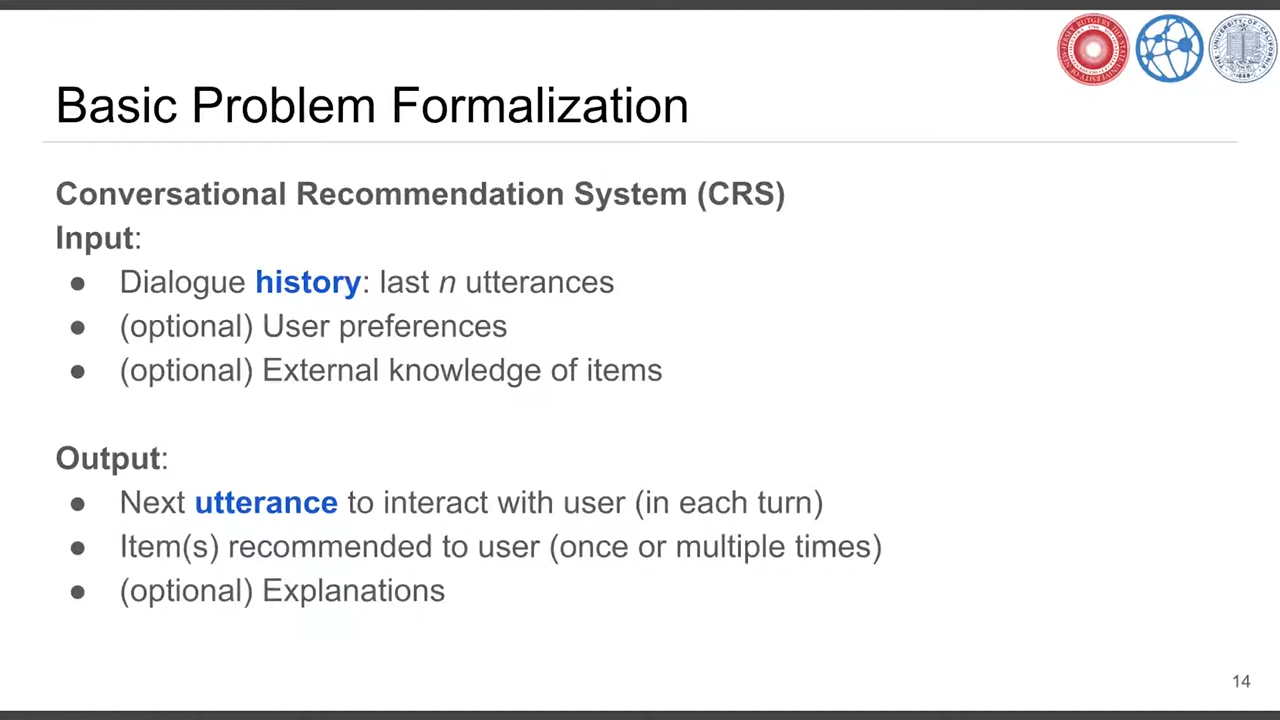 Basic Problem Formalization
Conversational Recommendation System (CRS)
Input:
● Dialogue history: last n utterances
● (optional) User preferences
● (optional) External knowledge of items
Output:
● Next utterance to interact with user (in each turn)
● Item(s) recommended to user (once or multiple times)
● (optional) Explanations
14